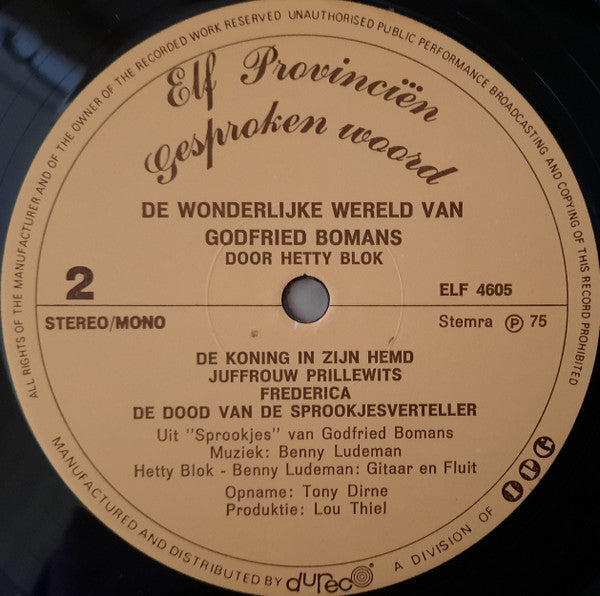 ALL RIGHTS OF THE MANUFACTURER AND OF THE OWNER OF THE RECORDED WORK RESERVED UNAUTHORISED PUBLIC PERFORMANCE BROADCASTING AND COPYING OF THIS RECORD PROHIBITED
Elf Provinciën
Gesproken woord
DE WONDERLIJKE WERELD VAN
GODFRIED BOMANS
DOOR HETTY BLOK
2
ELF 4605
STEREO/MONO
Stemra Ⓟ 75
DE KONING IN ZIJN HEMD
JUFFROUW PRILLEWITS
FREDERICA
DE DOOD VAN DE SPROOKJESVERTELLER
Uit "Sprookjes" van Godfried Bomans
Muziek: Benny Ludeman
Hetty Blok - Benny Ludeman: Gitaar en Fluit
Opname: Tony Dirne
Produktie: Lou Thiel
MANUFACTURED AND DISTRIBUTED BY dureco A DIVISION OF